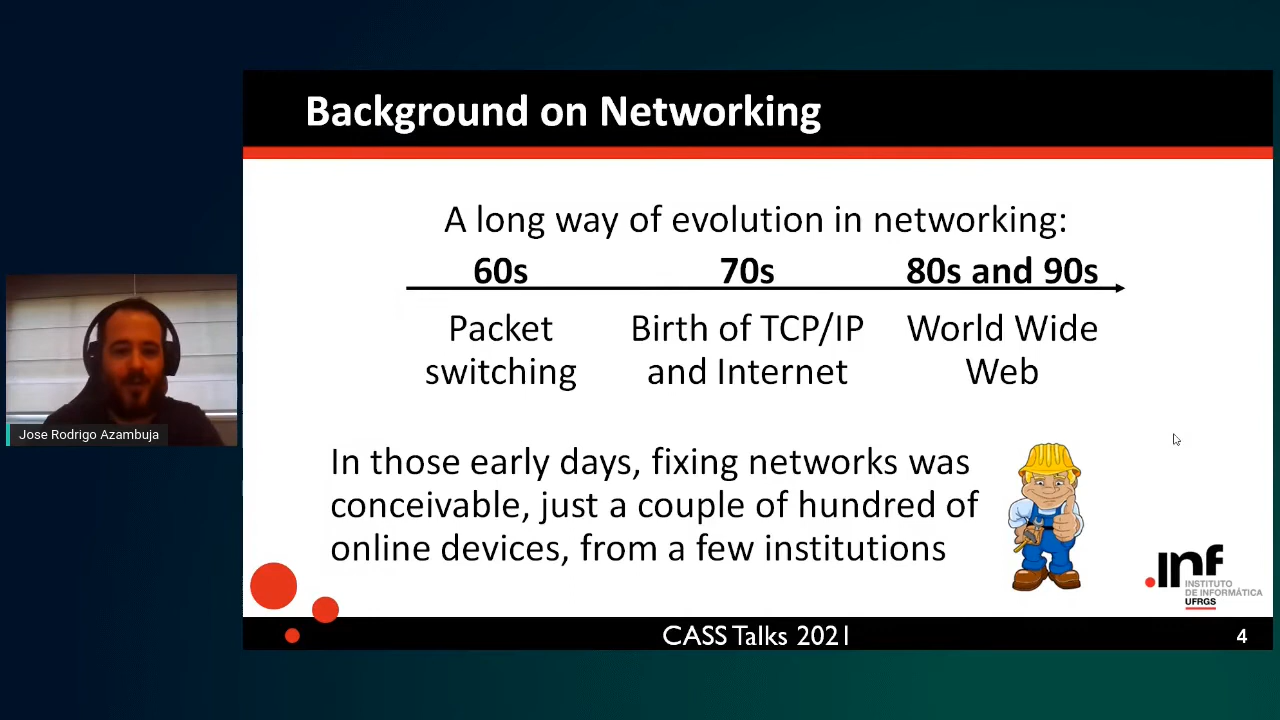 Background on Networking
A long way of evolution in networking:
60s 70s 80s and 90s
Packet Birth of TCP/IP World Wide
switching and Internet Web
Jose Rodrigo Azambuja
In those early days, fixing networks was
conceivable, just a couple of hundred of
online devices, from a few institutions
.inf
INSTITUTO
DE INFORMÁTICA
UFRGS
CASS Talks 2021
4